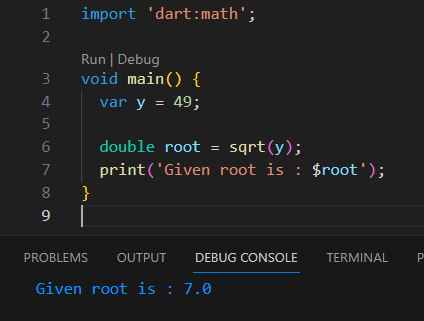 1 import 'dart:math';
2
Run | Debug
3 void main() {
4 var y = 49;
5
6 double root = sqrt(y);
7 print('Given root is : $root');
8 }
9
PROBLEMS OUTPUT DEBUG CONSOLE TERMINAL P
Given root is : 7.0